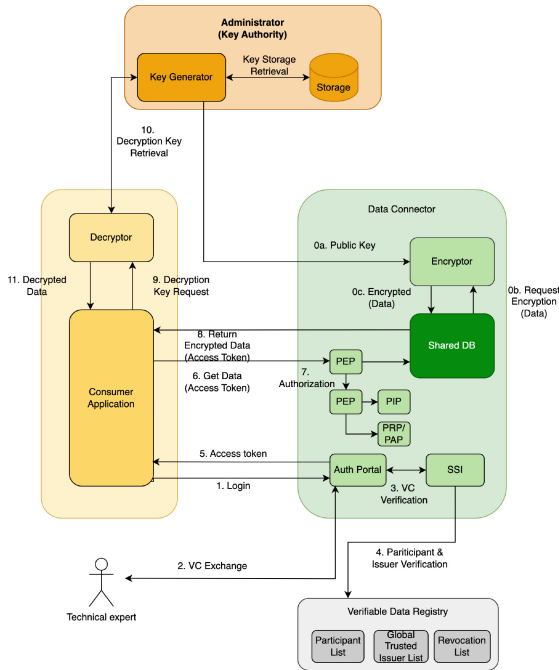 Administrator
(Key Authority)
Key Generator
Key Storage
Retrieval
Storage
10.
Decryption Key
Retrieval
Data Connector
Decryptor
0a. Public Key
Encryptor
11. Decrypted
Data
9. Decryption
Key Request
0c. Encrypted
(Data)
0b. Request
Encryption
(Data)
8. Return
Encrypted Data
(Access Token)
Shared DB
Consumer
Application
6. Get Data
(Access Token)
PEP
7.
Authorization
PEP
PIP
PRP/
PAP
5. Access token
Auth Portal
SSI
1. Login
3. VC
Verification
2. VC Exchange
4. Pariticipant &
Issuer Verification
Technical expert
Verifiable Data Registry
Participant
List
Global
Trusted
Issuer List
Revocation
List